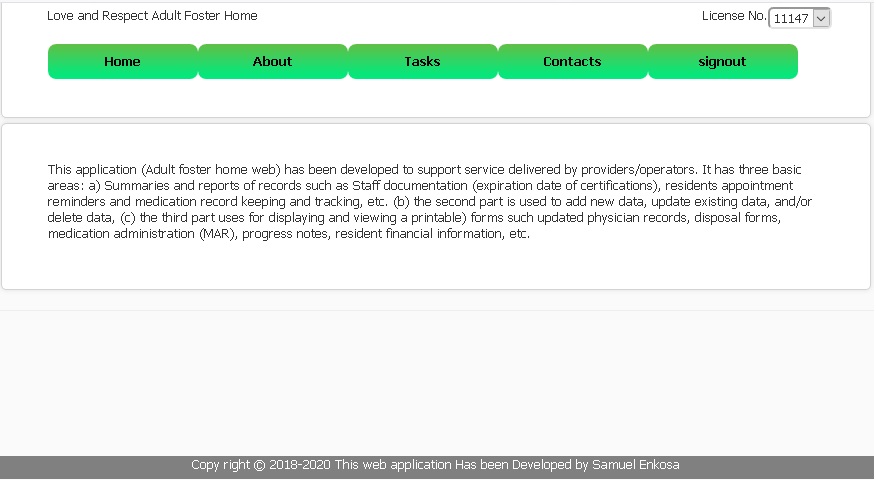 Love and Respect Adult Foster Home License No. 11147
Home About Tasks Contacts signout
This application (Adult foster home web) has been developed to support service delivered by providers/operators. It has three basic
areas: a) Summaries and reports of records such as Staff documentation (expiration date of certifications), residents appointment
reminders and medication record keeping and tracking, etc. (b) the second part is used to add new data, update existing data, and/or
delete data, (c) the third part uses for displaying and viewing a printable) forms such updated physician records, disposal forms,
medication administration (MAR), progress notes, resident financial information, etc.
Copy right © 2018-2020 This web application Has been Developed by Samuel Enkosa